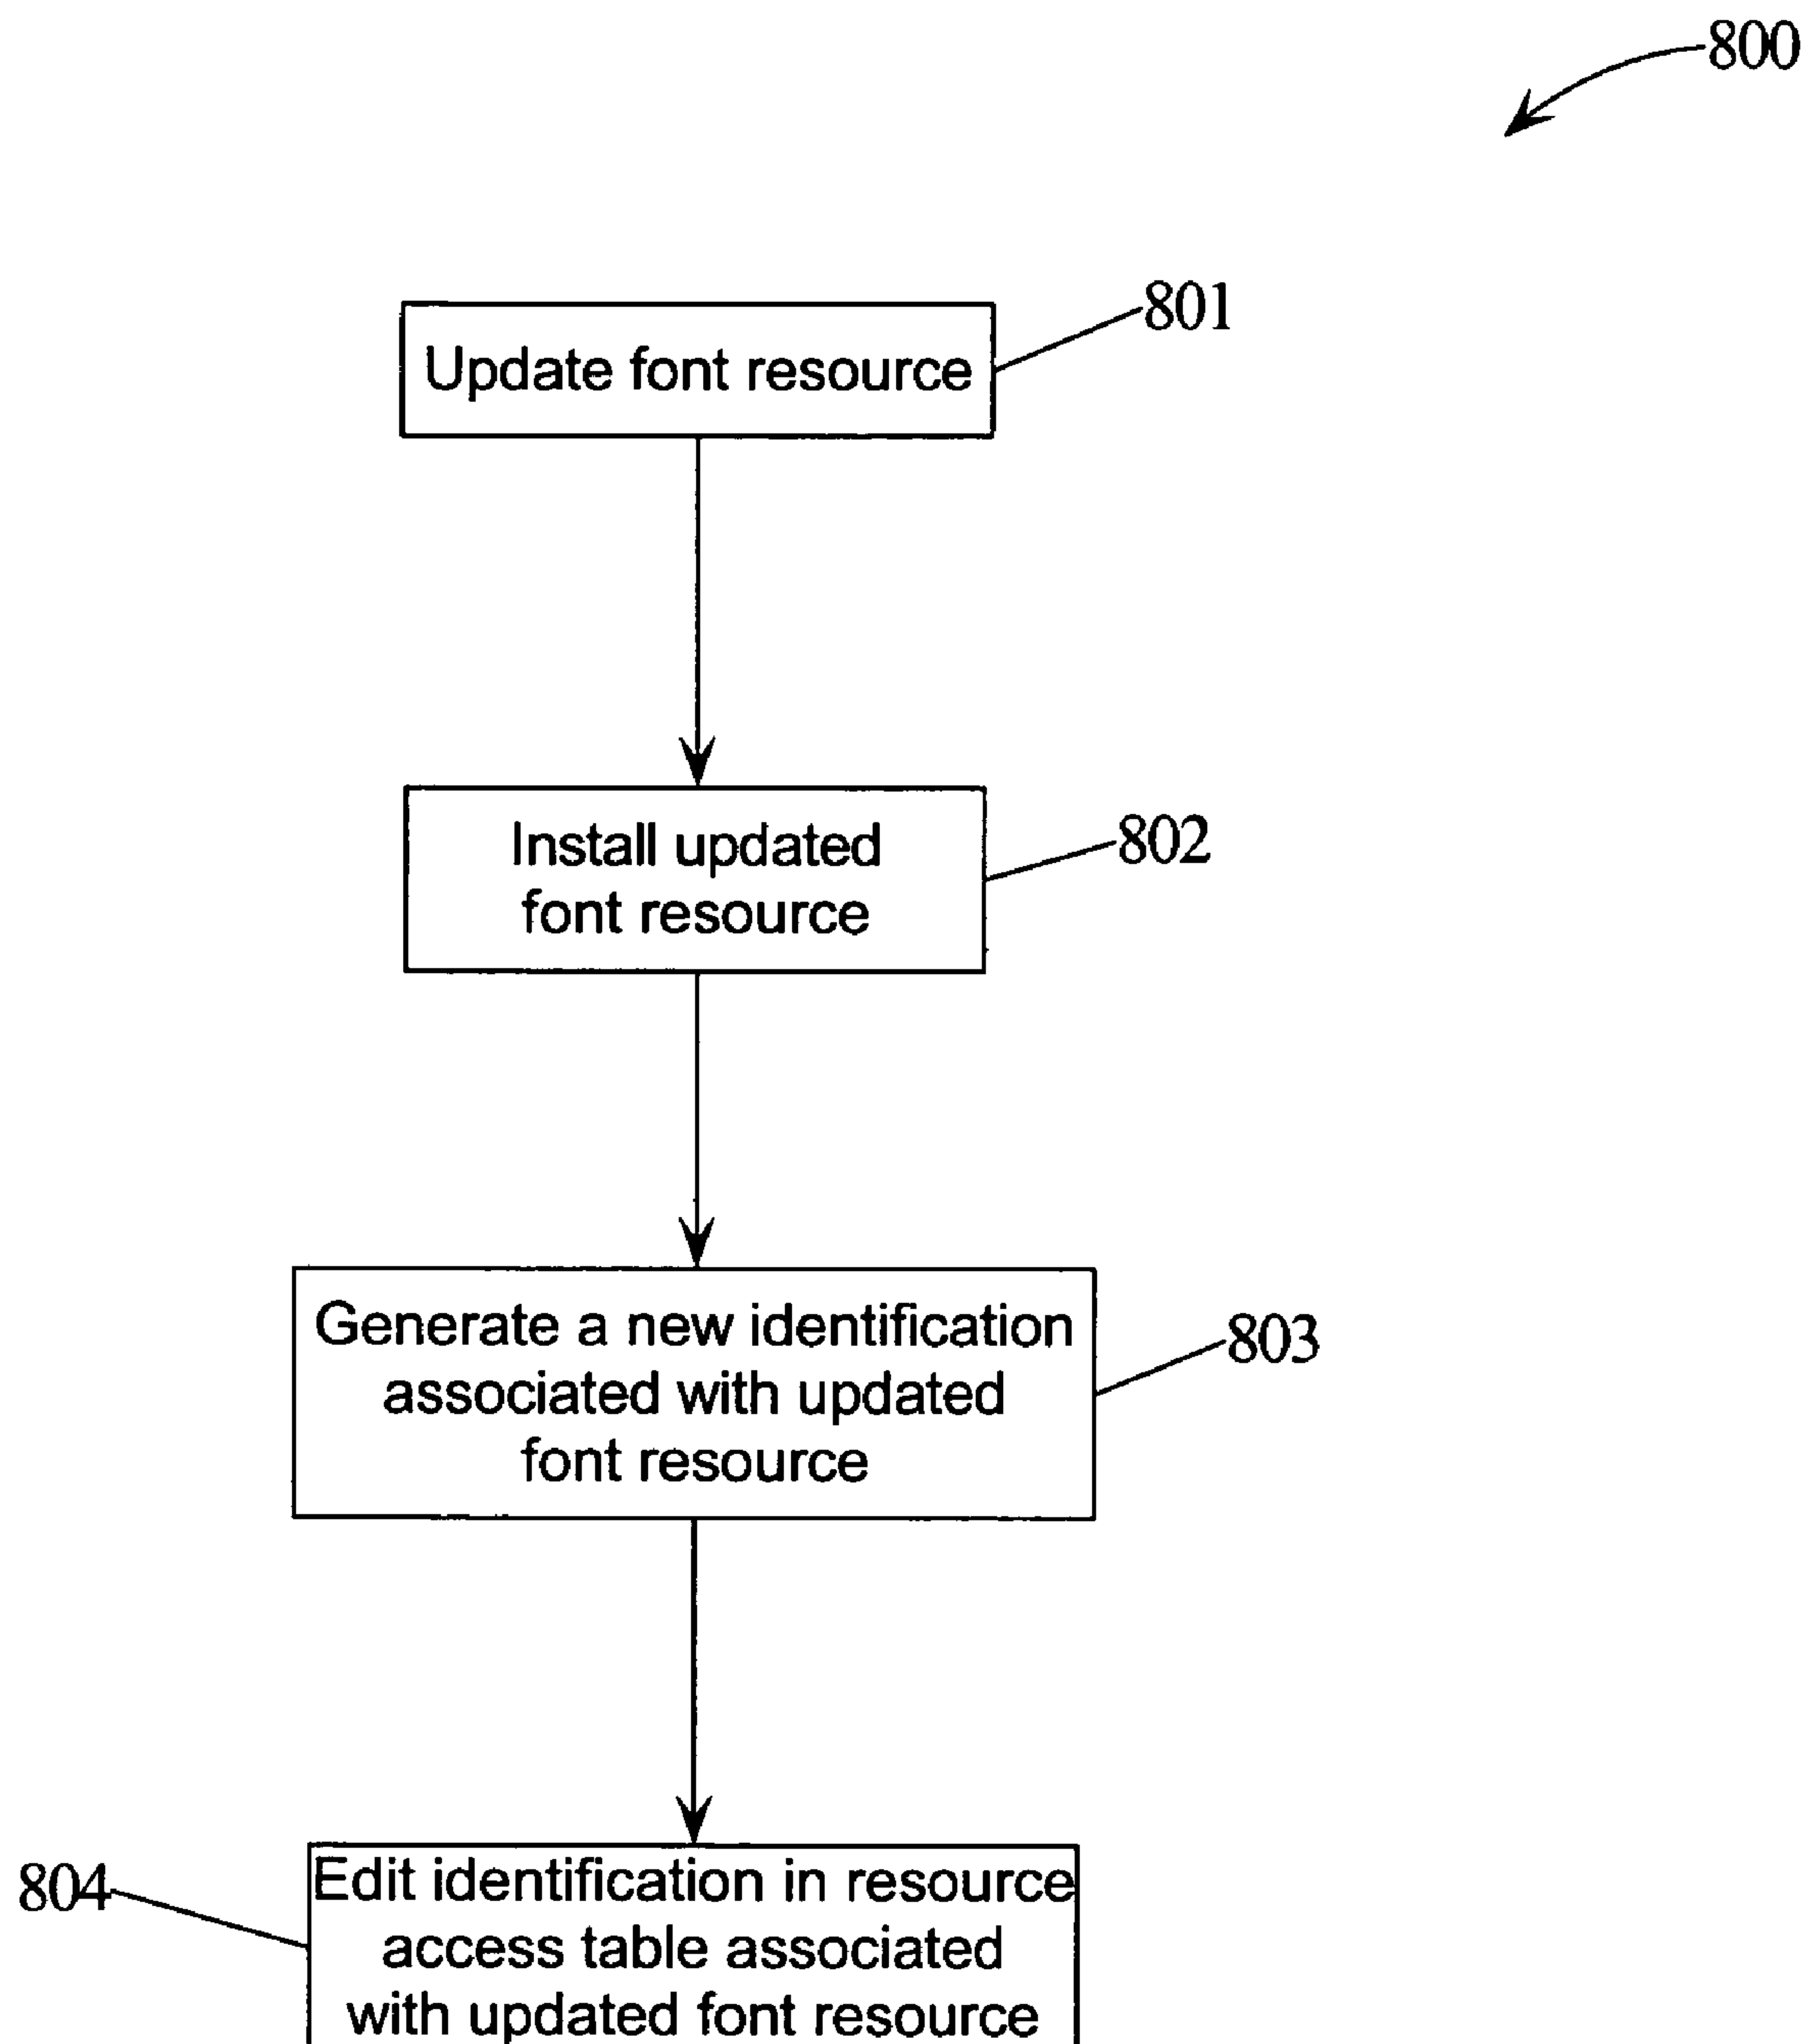 800
Update font resource
801
Install updated
font resource
802
Generate a new identification
associated with updated
font resource
803
804
Edit identification in resource
access table associated
with updated font resource